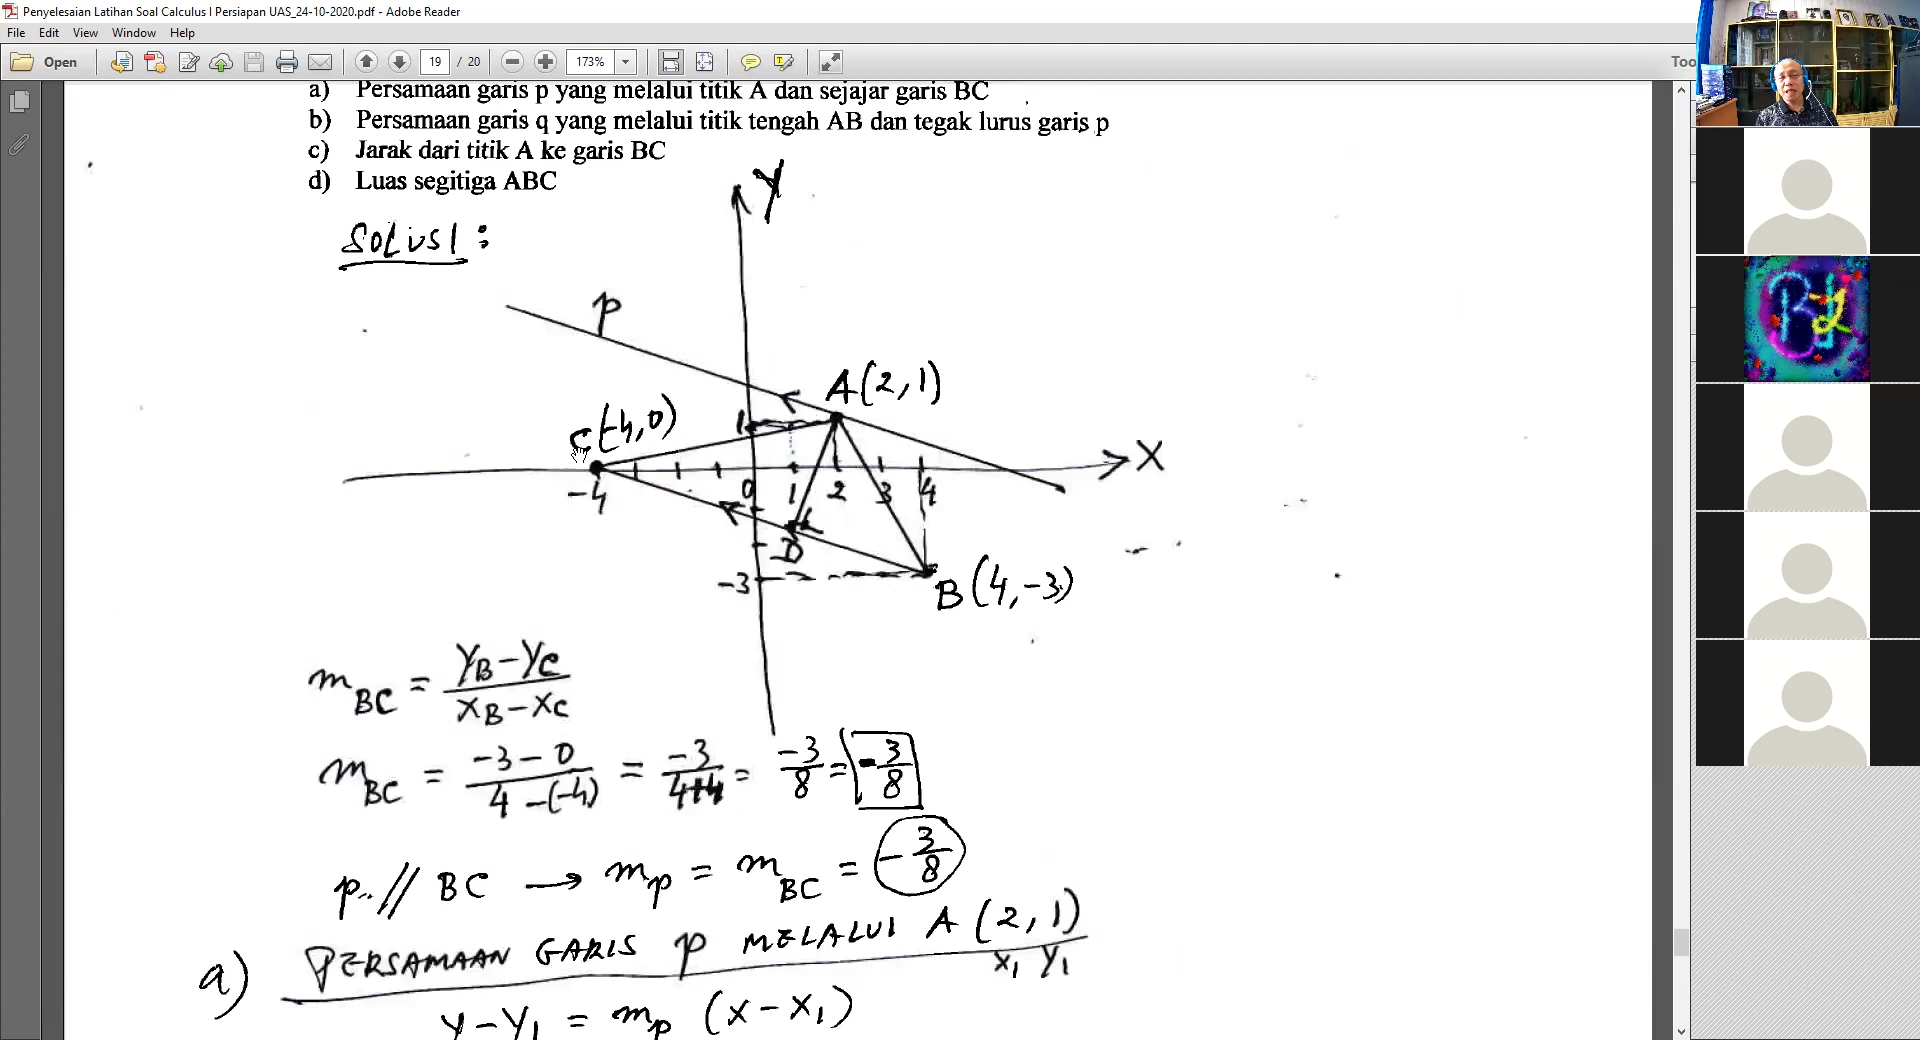 Penyelesaian Latihan Soal Calculus I Persiapan UAS_24-10-2020.pdf - Adobe Reader
File Edit View Window Help
Open 19 / 20 173% Too
a) Persamaan garis p yang melalui titik A dan sejajar garis BC
b) Persamaan garis q yang melalui titik tengah AB dan tegak lurus garis p
c) Jarak dari titik A ke garis BC
d) Luas segitiga ABC
Y
SOLUSI :
p
A(2,1)
C(-4,0)
1
X
-4 0 1 2 3 4
D
-3
B(4,-3)
m_BC = (Y_B - Y_C)/(X_B - X_C)
m_BC = (-3 - 0)/(4 - (-4)) = -3/(4+4) = -3/8 = -3/8
p // BC → m_p = m_BC = -3/8
a) PERSAMAAN GARIS p MELALUI A (2,1)
x₁ y₁
y - y₁ = m_p (x - x₁)